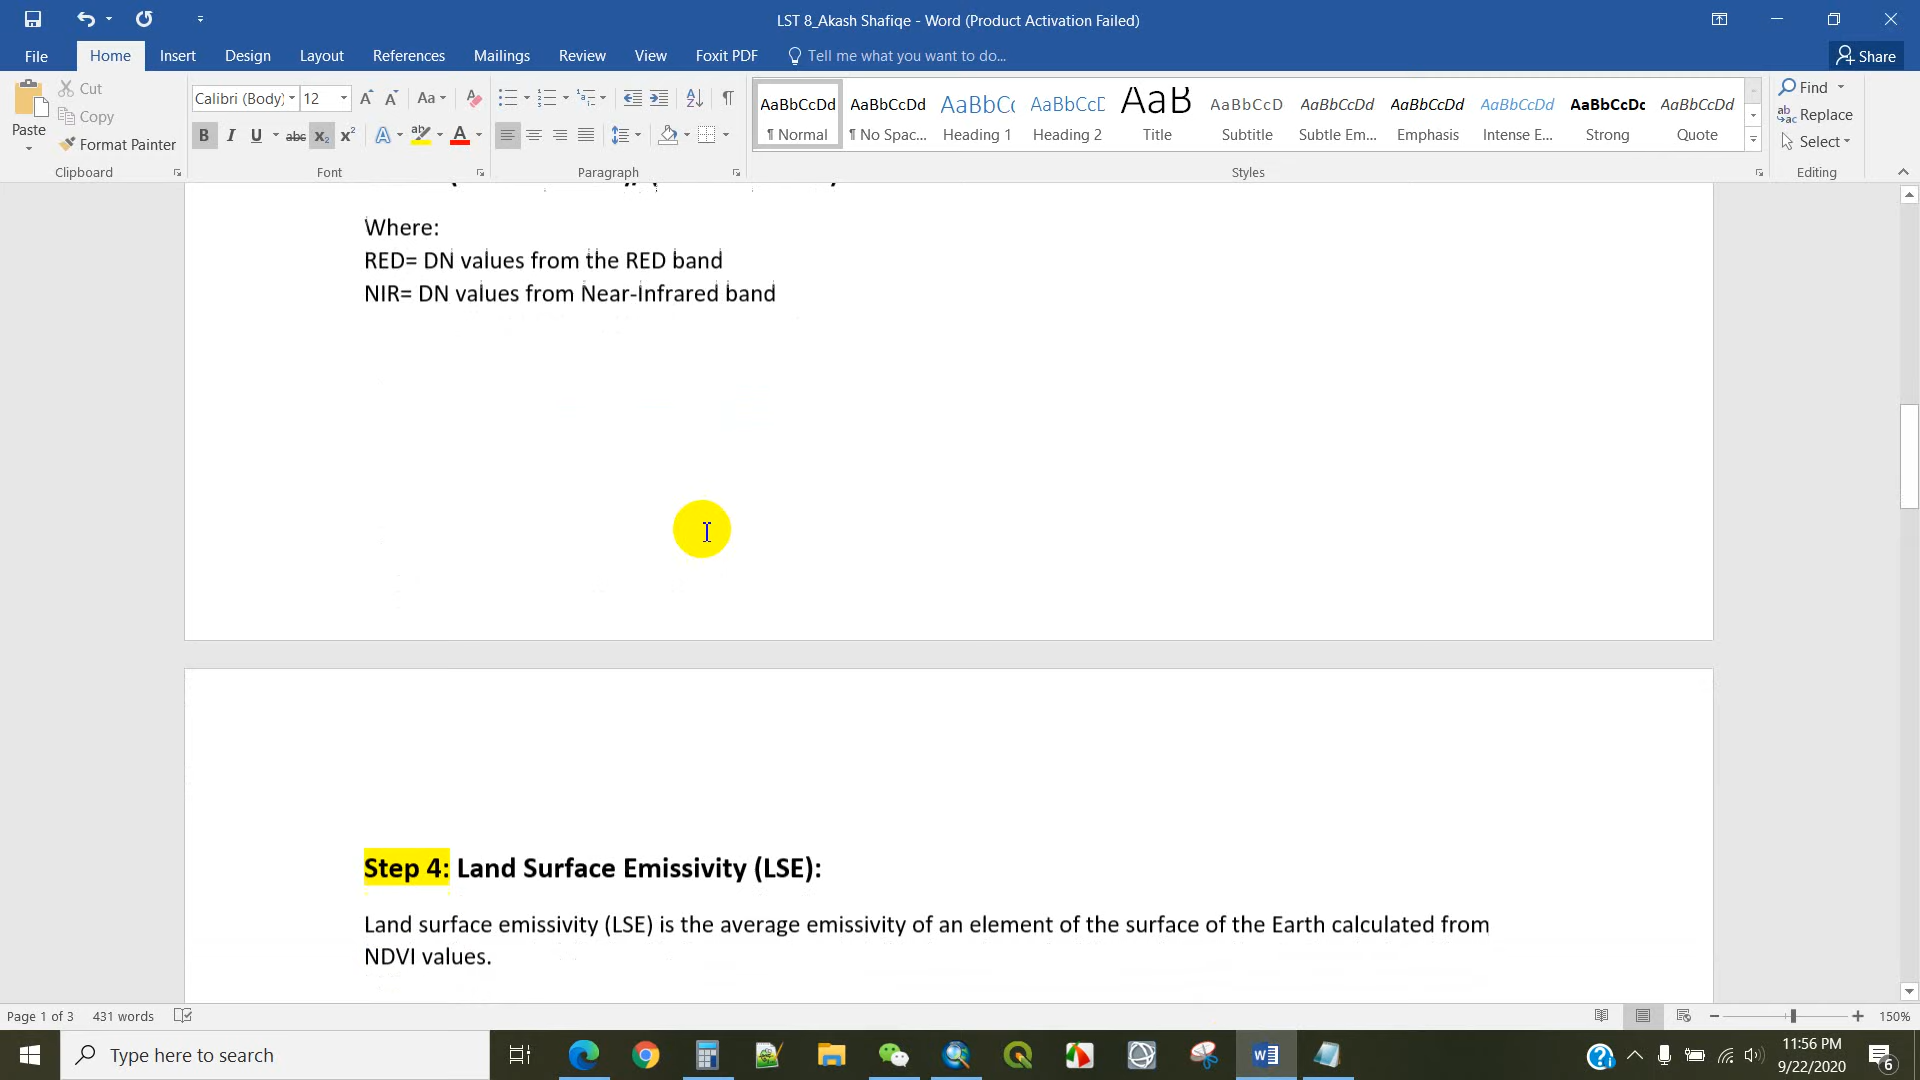 LST 8_Akash Shafiqe - Word (Product Activation Failed)
File Home Insert Design Layout References Mailings Review View Foxit PDF Tell me what you want to do... Share
Paste
Cut
Copy
Format Painter
Clipboard
Calibri (Body) 12
Font
Paragraph
AaBbCcDd AaBbCcDd AaBbCc AaBbCcD AaB AaBbCcD AaBbCcDd AaBbCcDd AaBbCcDd AaBbCcDc AaBbCcDd
¶ Normal ¶ No Spac... Heading 1 Heading 2 Title Subtitle Subtle Em... Emphasis Intense E... Strong Quote
Styles
Find
Replace
Select
Editing
Where:
RED= DN values from the RED band
NIR= DN values from Near-Infrared band
Step 4: Land Surface Emissivity (LSE):
Land surface emissivity (LSE) is the average emissivity of an element of the surface of the Earth calculated from
NDVI values.
Page 1 of 3 431 words 150%
Type here to search
11:56 PM
9/22/2020
6